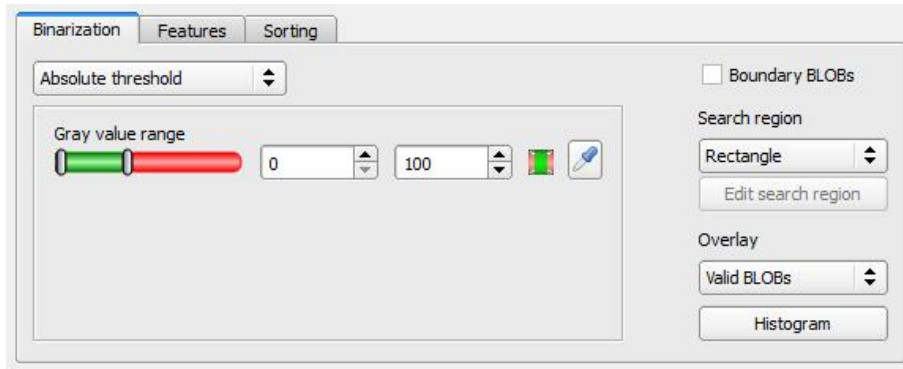 Binarization Features Sorting
Absolute threshold
Boundary BLOBs
Gray value range
0 100
Search region
Rectangle
Edit search region
Overlay
Valid BLOBs
Histogram